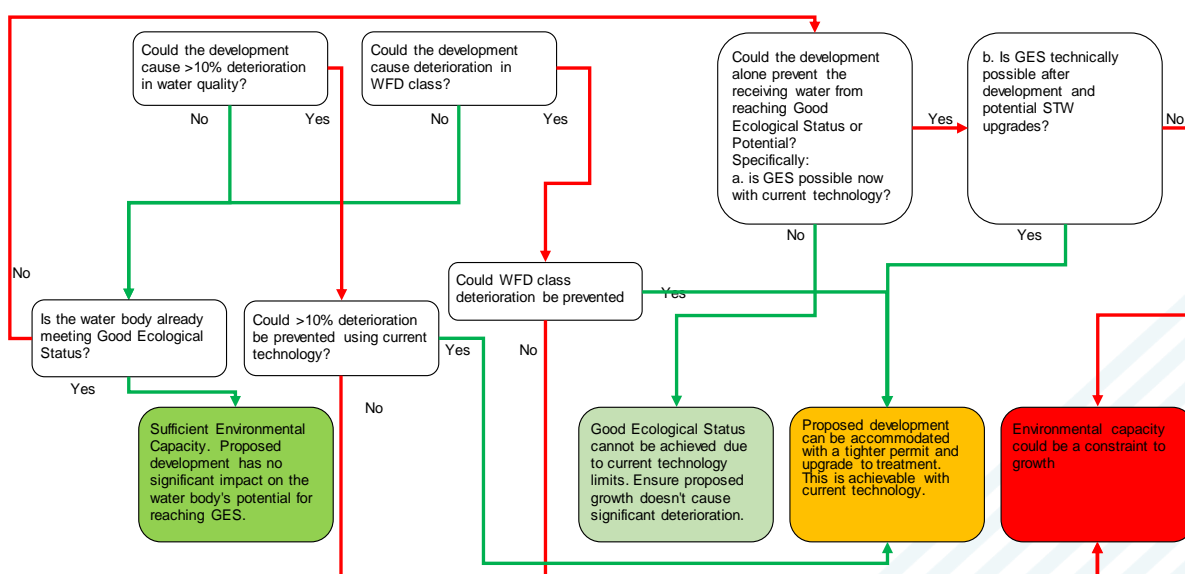 Could the development
cause >10% deterioration
in water quality?
Could the development
cause deterioration in
WFD class?
Could the development
alone prevent the
receiving water from
reaching Good
Ecological Status or
Potential?
Specifically:
a. is GES possible now
with current technology?
b. Is GES technically
possible after
development and
potential STW
upgrades?
No
Yes
No
Yes
Yes
No
No
Yes
No
Could WFD class
deterioration be prevented
Yes
Is the water body already
meeting Good Ecological
Status?
Could >10% deterioration
be prevented using current
technology?
Yes
No
Yes
No
Sufficient Environmental
Capacity. Proposed
development has no
significant impact on the
water body's potential for
reaching GES.
Good Ecological Status
cannot be achieved due
to current technology
limits. Ensure proposed
growth doesn't cause
significant deterioration.
Proposed development
can be accommodated
with a tighter permit and
upgrade to treatment.
This is achievable with
current technology.
Environmental capacity
could be a constraint to
growth